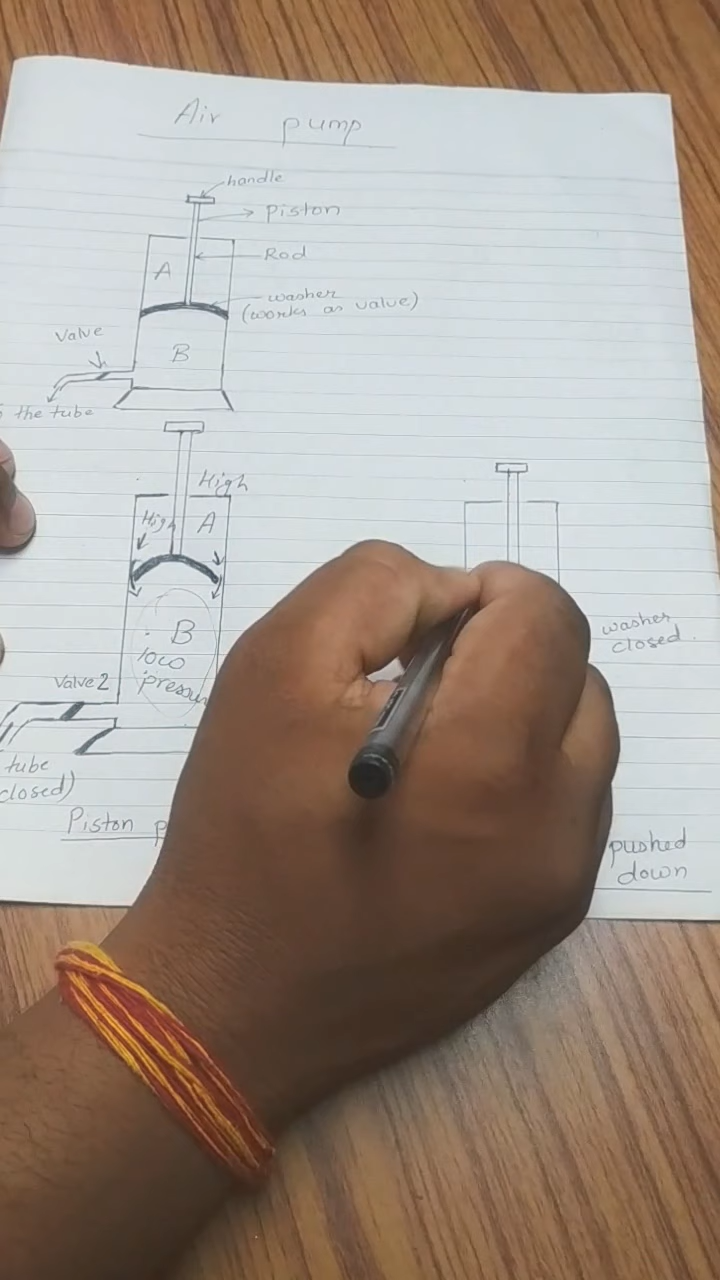 Air pump
handle
Piston
Rod
A
washer
(works as valve)
Valve
B
the tube
High
High A
B
low
pressur
Valve 2
tube
closed)
Piston p
washer
closed.
pushed
down